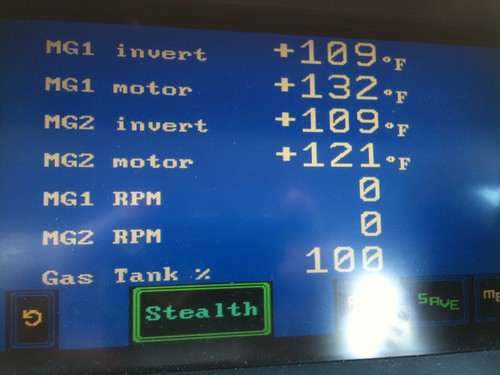 MG1 invert +109°F
MG1 motor +132°F
MG2 invert +109°F
MG2 motor +121°F
MG1 RPM 0
MG2 RPM 0
Gas Tank % 100
Stealth SAVE